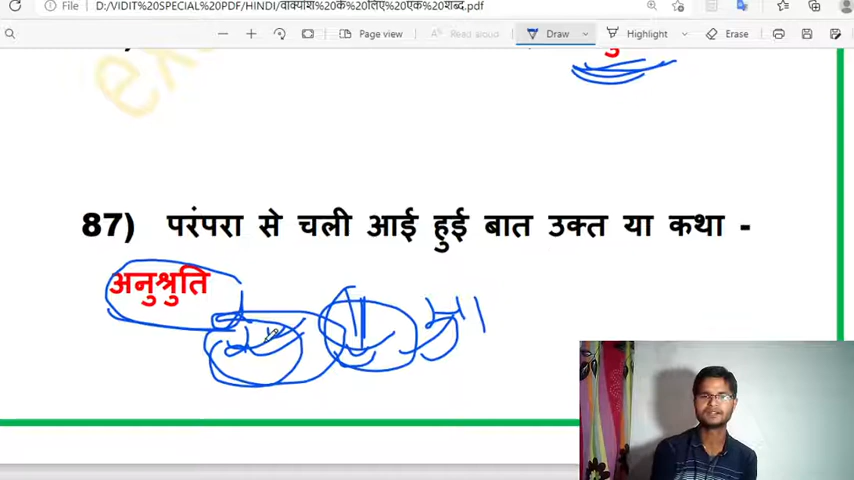 File D:/VIDIT%20SPECIAL%20PDF/HINDI/वाक्यांश%20के%20लिए%20एक%20शब्द.pdf
Page view Read aloud Draw Highlight Erase
exa
87) परंपरा से चली आई हुई बात उक्त या कथा -
अनुश्रुति